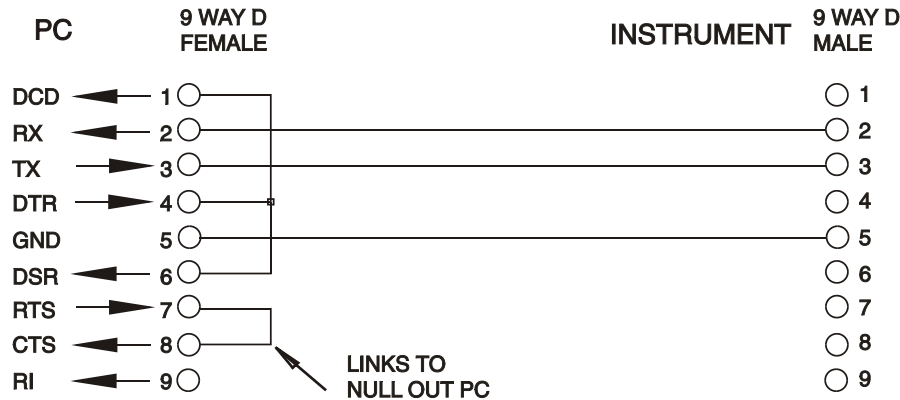 PC
9 WAY D
FEMALE
INSTRUMENT
9 WAY D
MALE
DCD 1 1
RX 2 2
TX 3 3
DTR 4 4
GND 5 5
DSR 6 6
RTS 7 7
CTS 8 8
RI 9 9
LINKS TO
NULL OUT PC